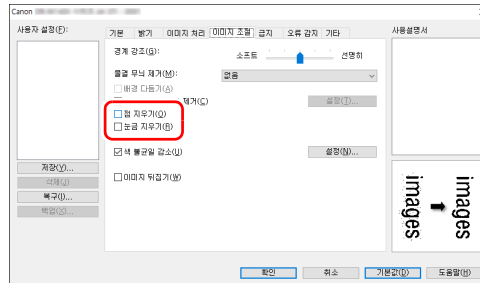 Canon
사용자 설정(F):
기본 밝기 이미지 처리 이미지 조절 급지 오류 감지 기타
사용설명서
경계 강조(G):
소프트 선명히
물결 무늬 제거(M):
없음
배경 다듬기(A)
제거(C)
설정(T)...
점 지우기(O)
눈금 지우기(R)
색 불균일 감소(U)
설정(N)...
이미지 뒤집기(W)
저장(Y)...
삭제(J)
복구(I)...
백업(X)...
images
images
확인 취소 기본값(D) 도움말(H)